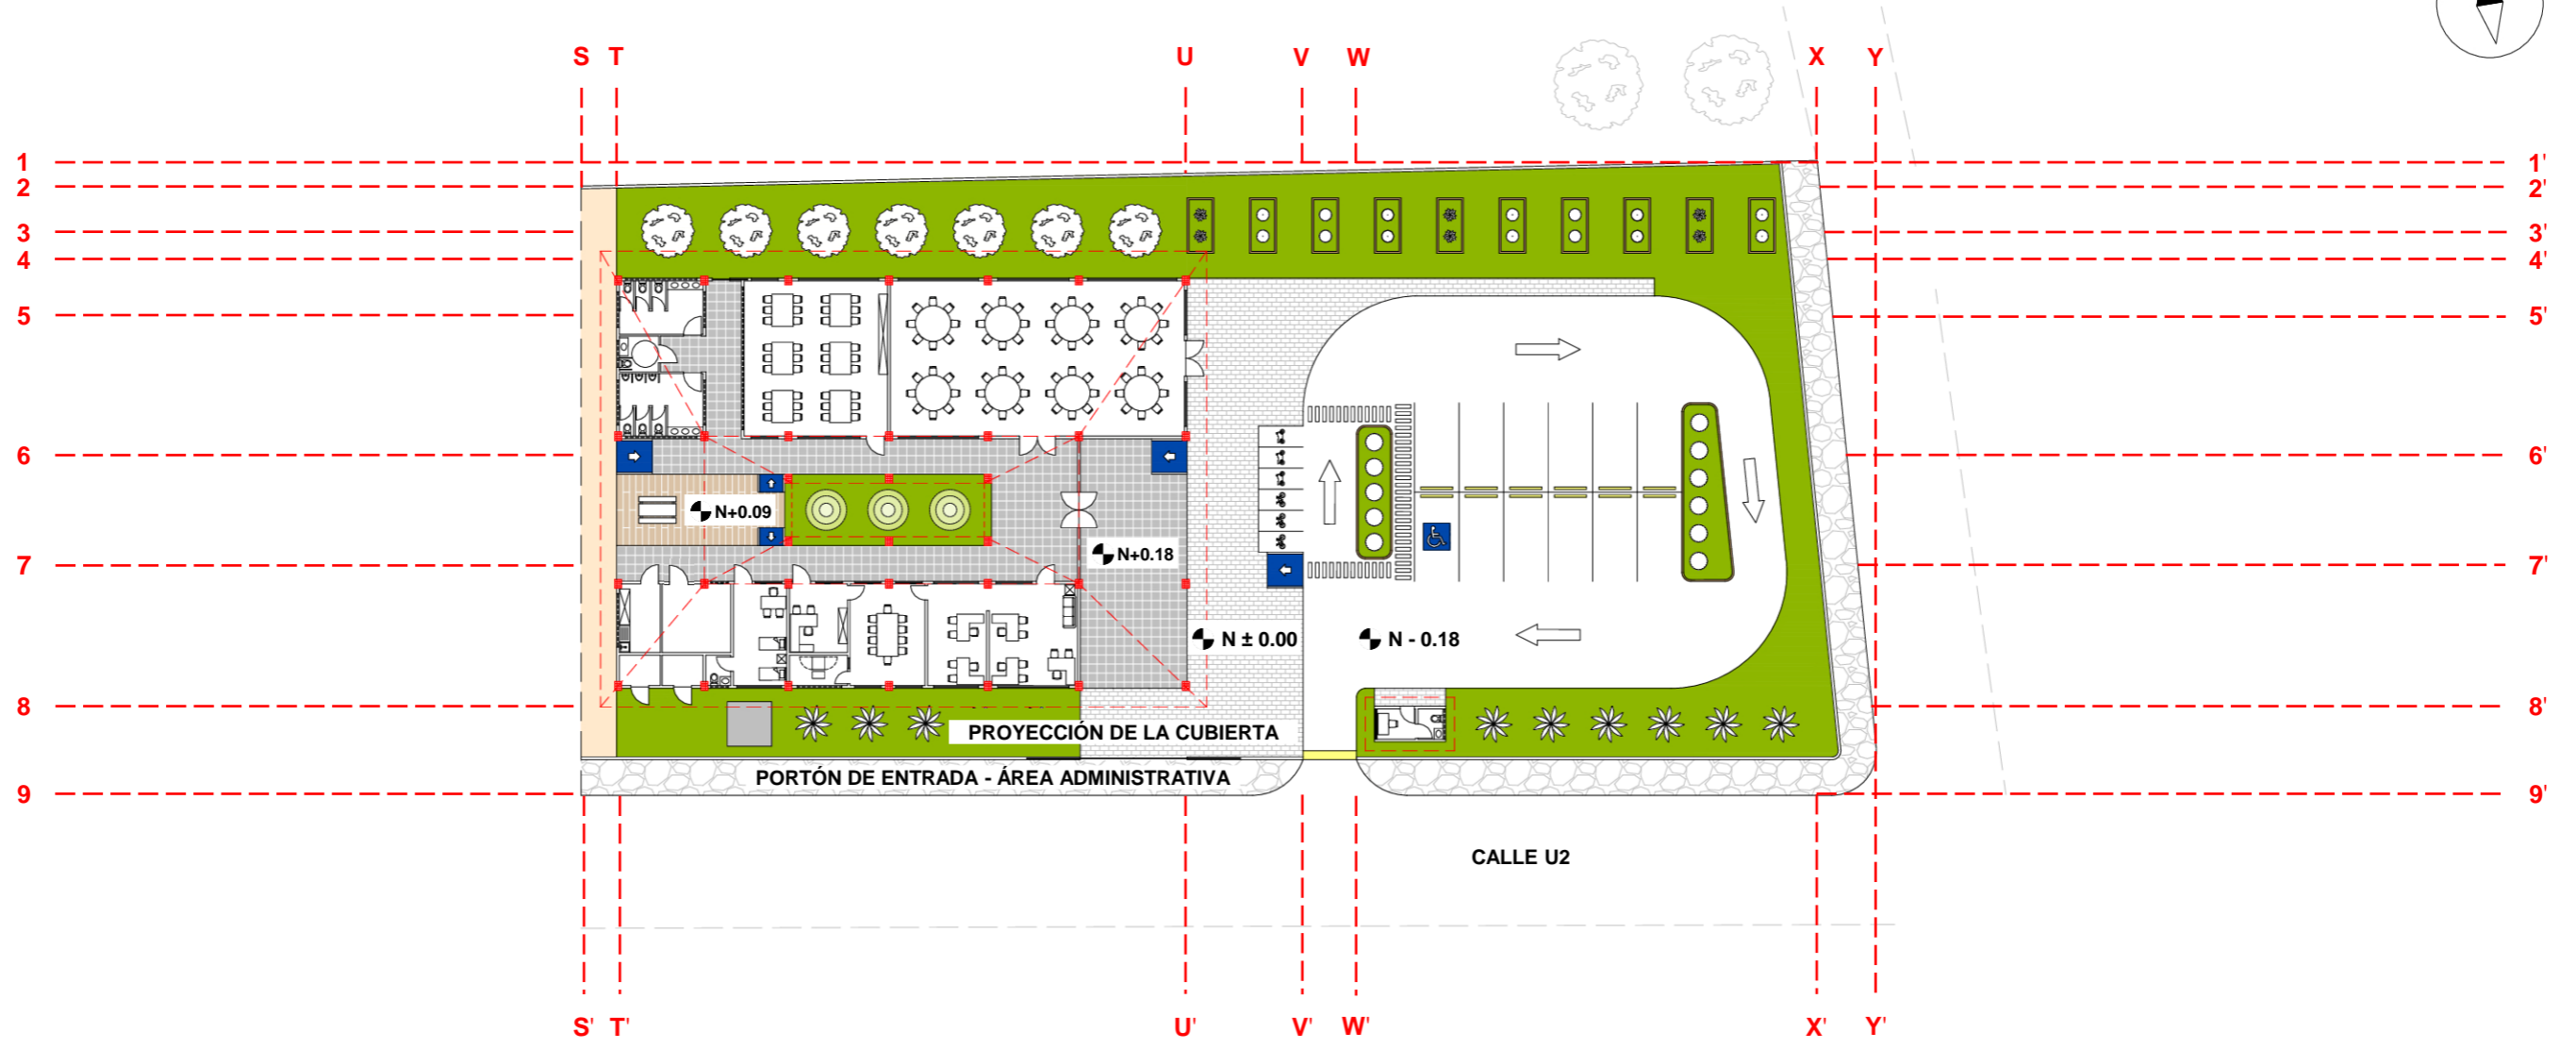 S T U V W X Y
1 1'
2 2'
3 3'
4 4'
5 5'
6 6'
N+0.09
N+0.18
7 7'
N ± 0.00 N - 0.18
8 8'
PROYECCIÓN DE LA CUBIERTA
PORTÓN DE ENTRADA - ÁREA ADMINISTRATIVA
9 9'
CALLE U2
S' T' U' V' W' X' Y'